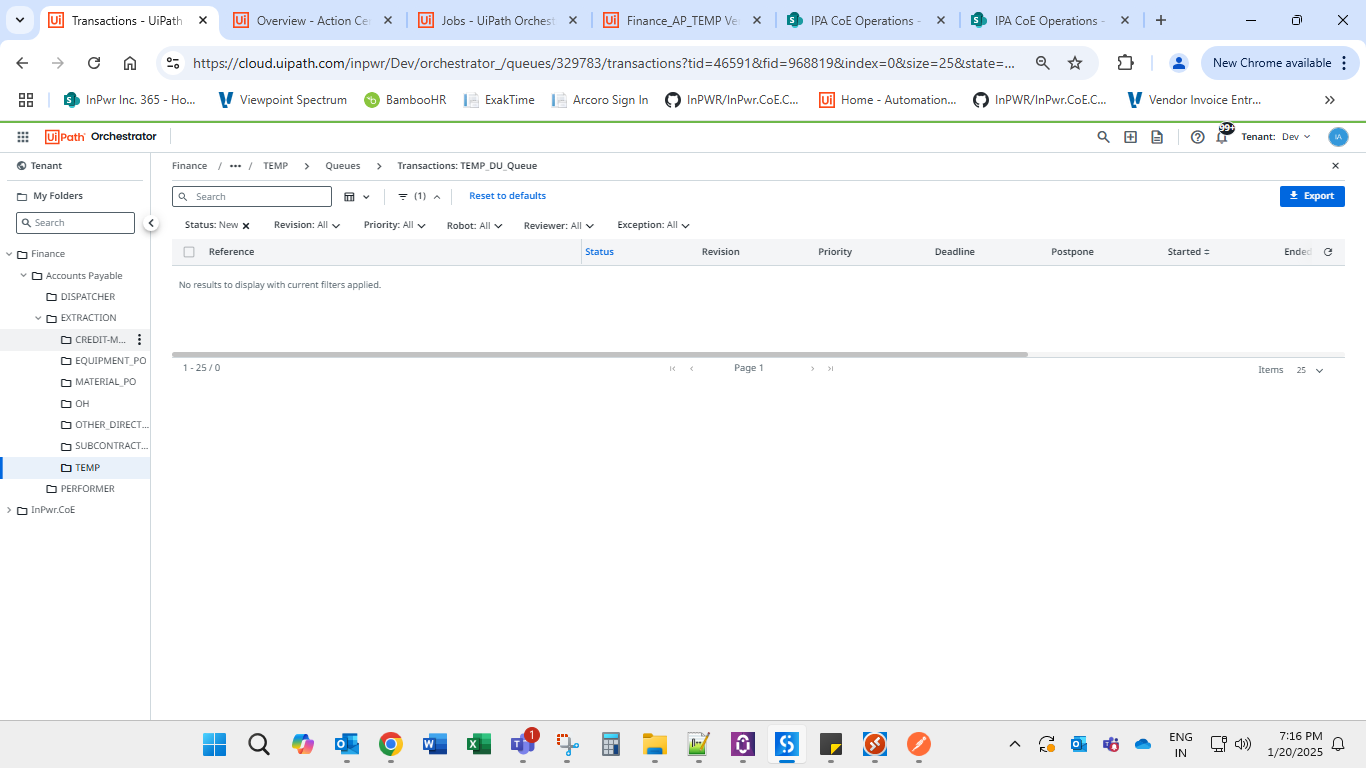 Transactions - UiPath
Overview - Action Ce
Jobs - UiPath Orchest
Finance_AP_TEMP Ve
IPA CoE Operations -
IPA CoE Operations -
https://cloud.uipath.com/inpwr/Dev/orchestrator_/queues/329783/transactions?tid=46591&fid=968819&index=0&size=25&state=...
New Chrome available
InPwr Inc. 365 - Ho...
Viewpoint Spectrum
BambooHR
ExakTime
Arcoro Sign In
InPWR/InPwr.CoE.C...
Home - Automation...
InPWR/InPwr.CoE.C...
Vendor Invoice Entr...
UiPath Orchestrator
99+
Tenant: Dev
IA
Tenant
My Folders
Search
Finance
Accounts Payable
DISPATCHER
EXTRACTION
CREDIT-M...
EQUIPMENT_PO
MATERIAL_PO
OH
OTHER_DIRECT...
SUBCONTRACT...
TEMP
PERFORMER
InPwr.CoE
Finance / ... / TEMP > Queues > Transactions: TEMP_DU_Queue
Search
(1)
Reset to defaults
Export
Status: New
Revision: All
Priority: All
Robot: All
Reviewer: All
Exception: All
Reference
Status
Revision
Priority
Deadline
Postpone
Started
Ended
No results to display with current filters applied.
1 - 25 / 0
Page 1
Items 25
1
ENG
IN
7:16 PM
1/20/2025